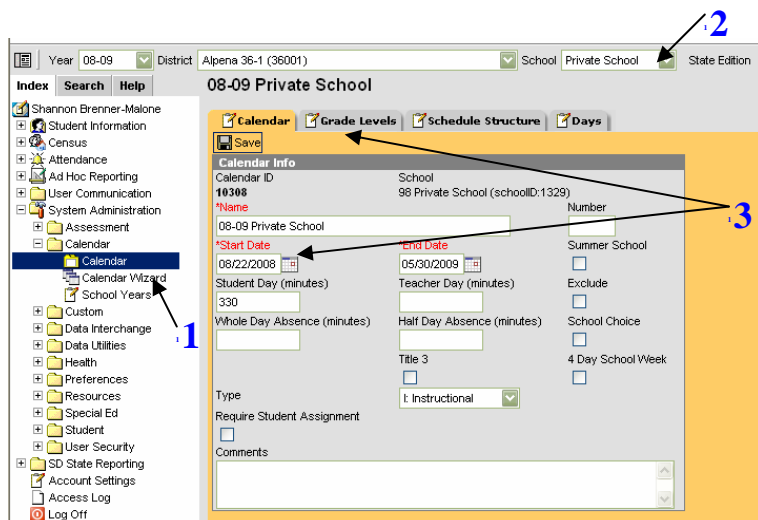 2
Year 08-09 District Alpena 36-1 (36001) School Private School State Edition
Index Search Help
08-09 Private School
Shannon Brenner-Malone
Student Information
Census
Attendance
Ad Hoc Reporting
User Communication
System Administration
Assessment
Calendar
Calendar
Calendar Wizard
School Years
Custom
Data Interchange
Data Utilities
Health
Preferences
Resources
Special Ed
Student
User Security
SD State Reporting
Account Settings
Access Log
Log Off
1
Calendar Grade Levels Schedule Structure Days
Save
Calendar Info
Calendar ID School
10308 98 Private School (schoolID:1329)
*Name Number
08-09 Private School
3
*Start Date *End Date Summer School
08/22/2008 05/30/2009
Student Day (minutes) Teacher Day (minutes) Exclude
330
Whole Day Absence (minutes) Half Day Absence (minutes) School Choice
Title 3 4 Day School Week
Type I: Instructional
Require Student Assignment
Comments